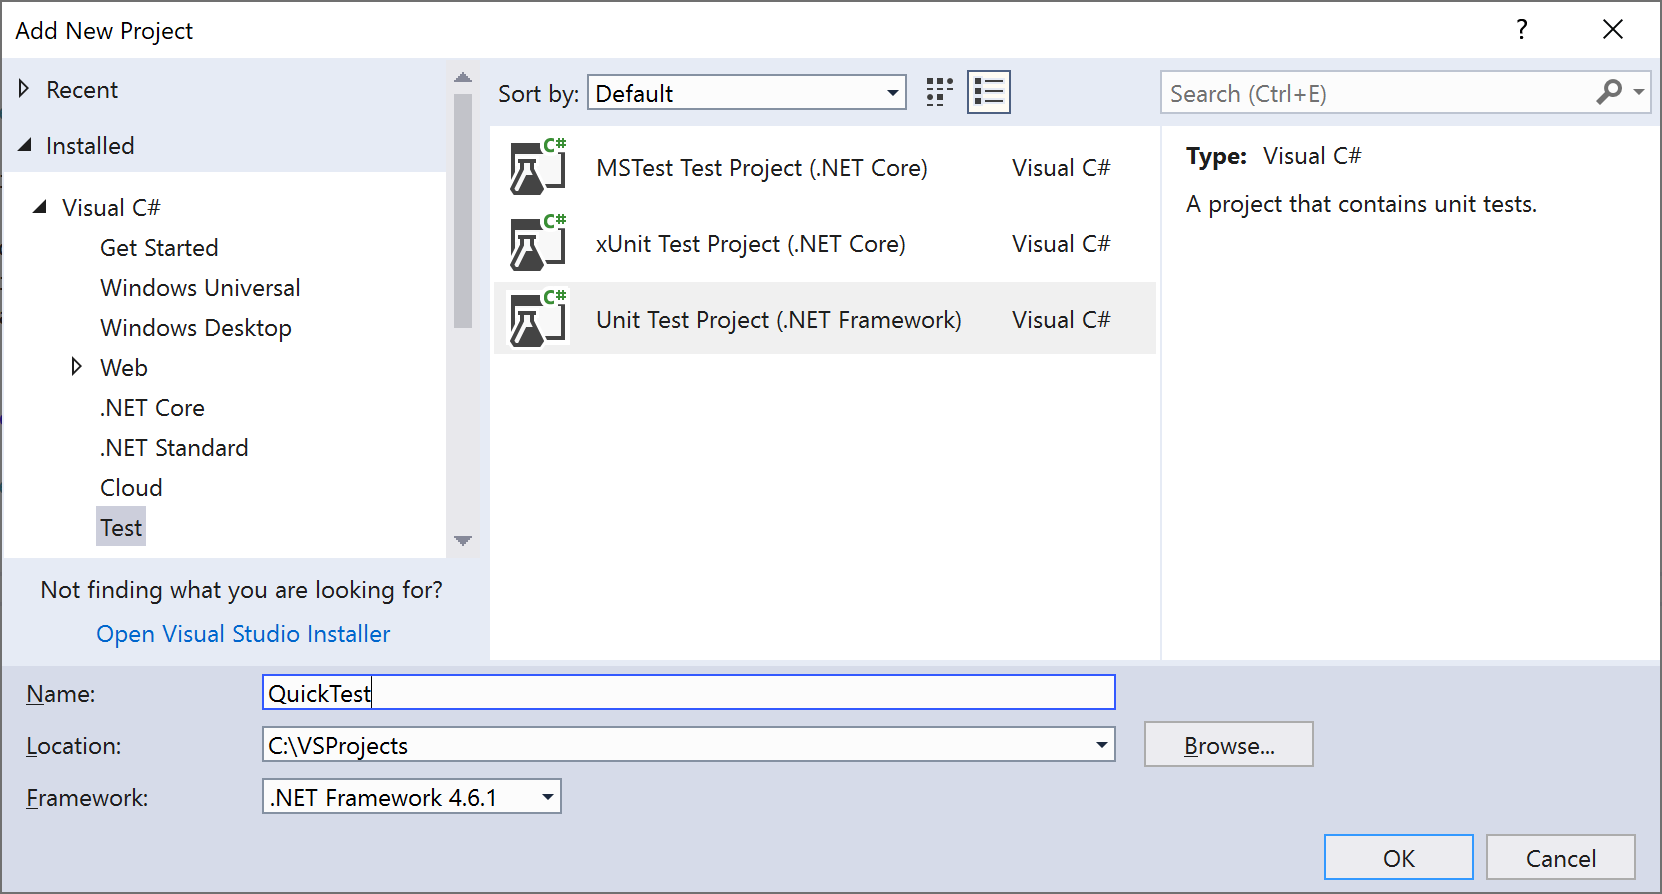 Add New Project
?
Recent
Installed
Visual C#
Get Started
Windows Universal
Windows Desktop
Web
.NET Core
.NET Standard
Cloud
Test
Not finding what you are looking for?
Open Visual Studio Installer
Sort by: Default
C# MSTest Test Project (.NET Core) Visual C#
C# xUnit Test Project (.NET Core) Visual C#
C# Unit Test Project (.NET Framework) Visual C#
Search (Ctrl+E)
Type: Visual C#
A project that contains unit tests.
Name: QuickTest
Location: C:\VSProjects Browse...
Framework: .NET Framework 4.6.1
OK Cancel